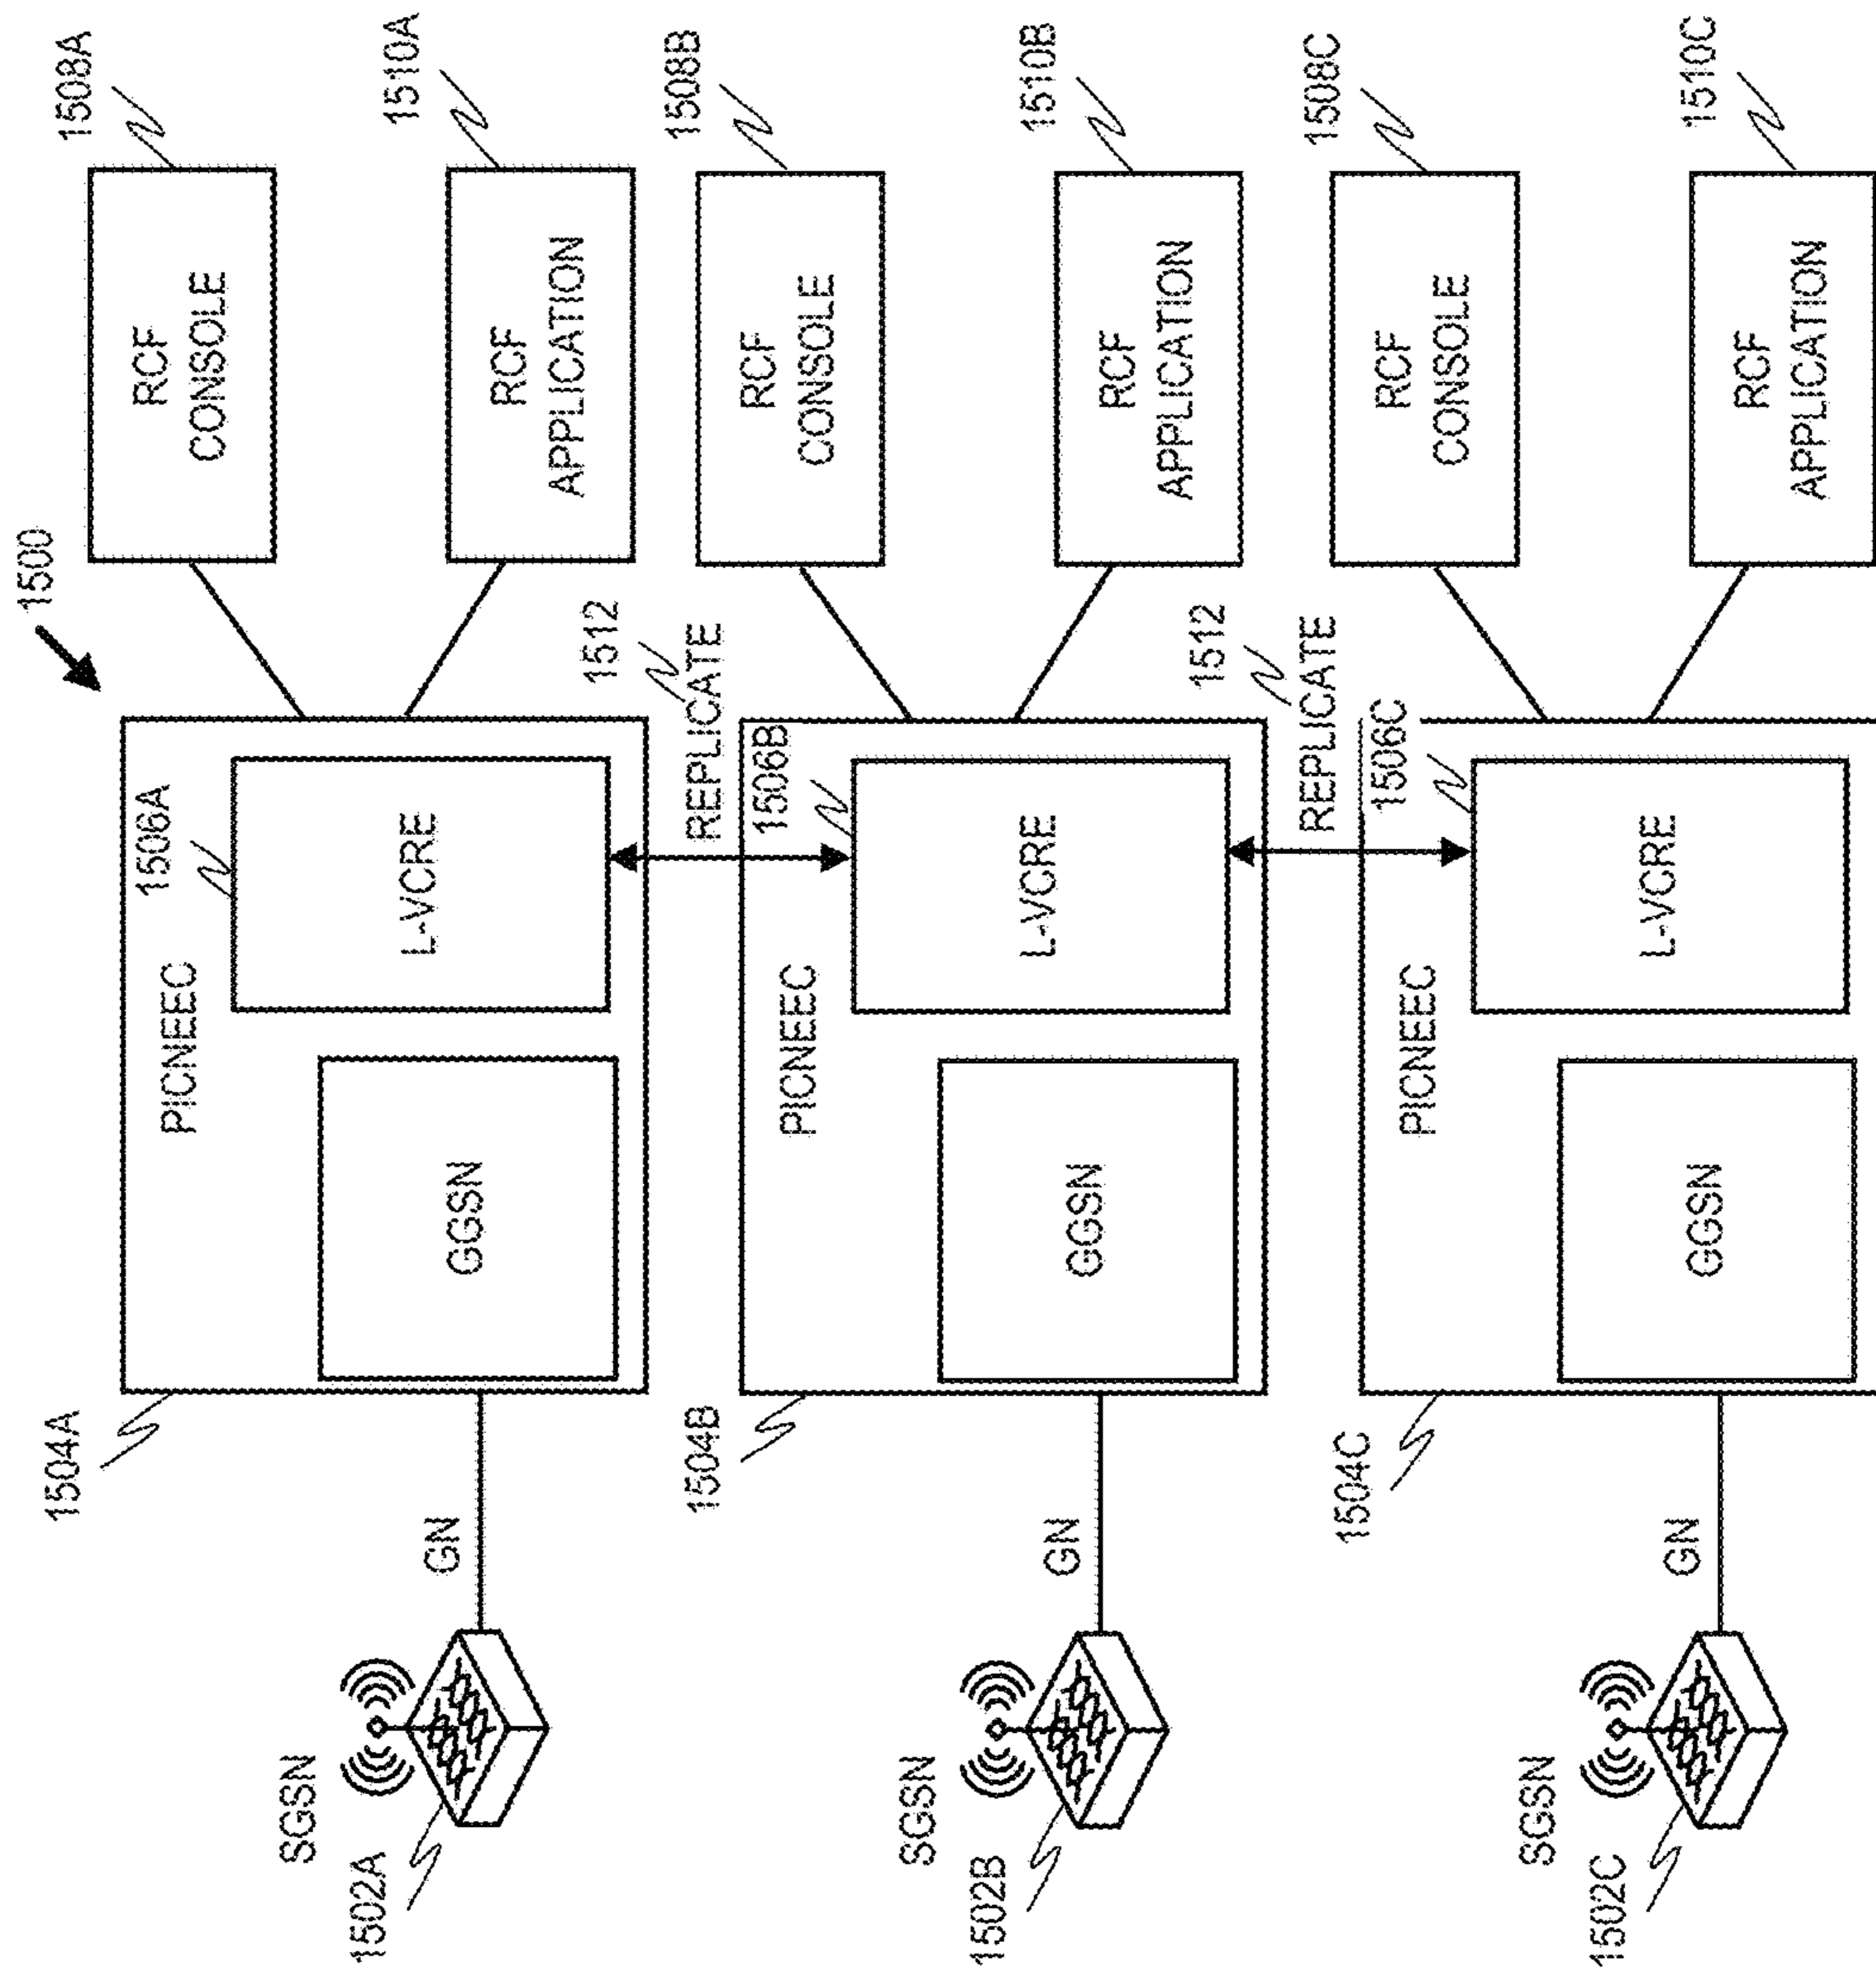 1500
SGSN
1502A
GN
1504A
PICNEEC
GGSN
L-VCRE
1506A
RCF
CONSOLE
1508A
RCF
APPLICATION
1510A
REPLICATE
1512
SGSN
1502B
GN
1504B
PICNEEC
GGSN
L-VCRE
1506B
RCF
CONSOLE
1508B
RCF
APPLICATION
1510B
REPLICATE
1512
SGSN
1502C
GN
1504C
PICNEEC
GGSN
L-VCRE
1506C
RCF
CONSOLE
1508C
RCF
APPLICATION
1510C